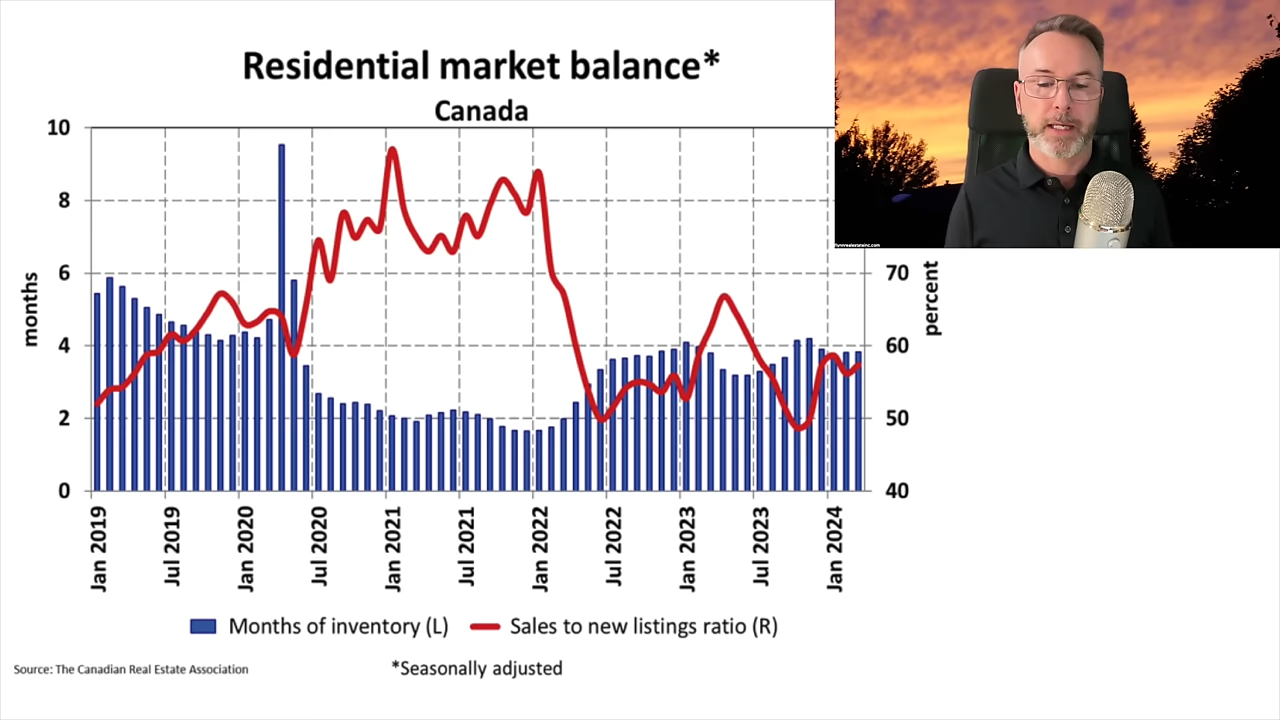 Residential market balance*
Canada
10
8
6
4
2
0
months
70
60
50
40
percent
Jan 2019
Jul 2019
Jan 2020
Jul 2020
Jan 2021
Jul 2021
Jan 2022
Jul 2022
Jan 2023
Jul 2023
Jan 2024
Months of inventory (L) Sales to new listings ratio (R)
Source: The Canadian Real Estate Association
*Seasonally adjusted